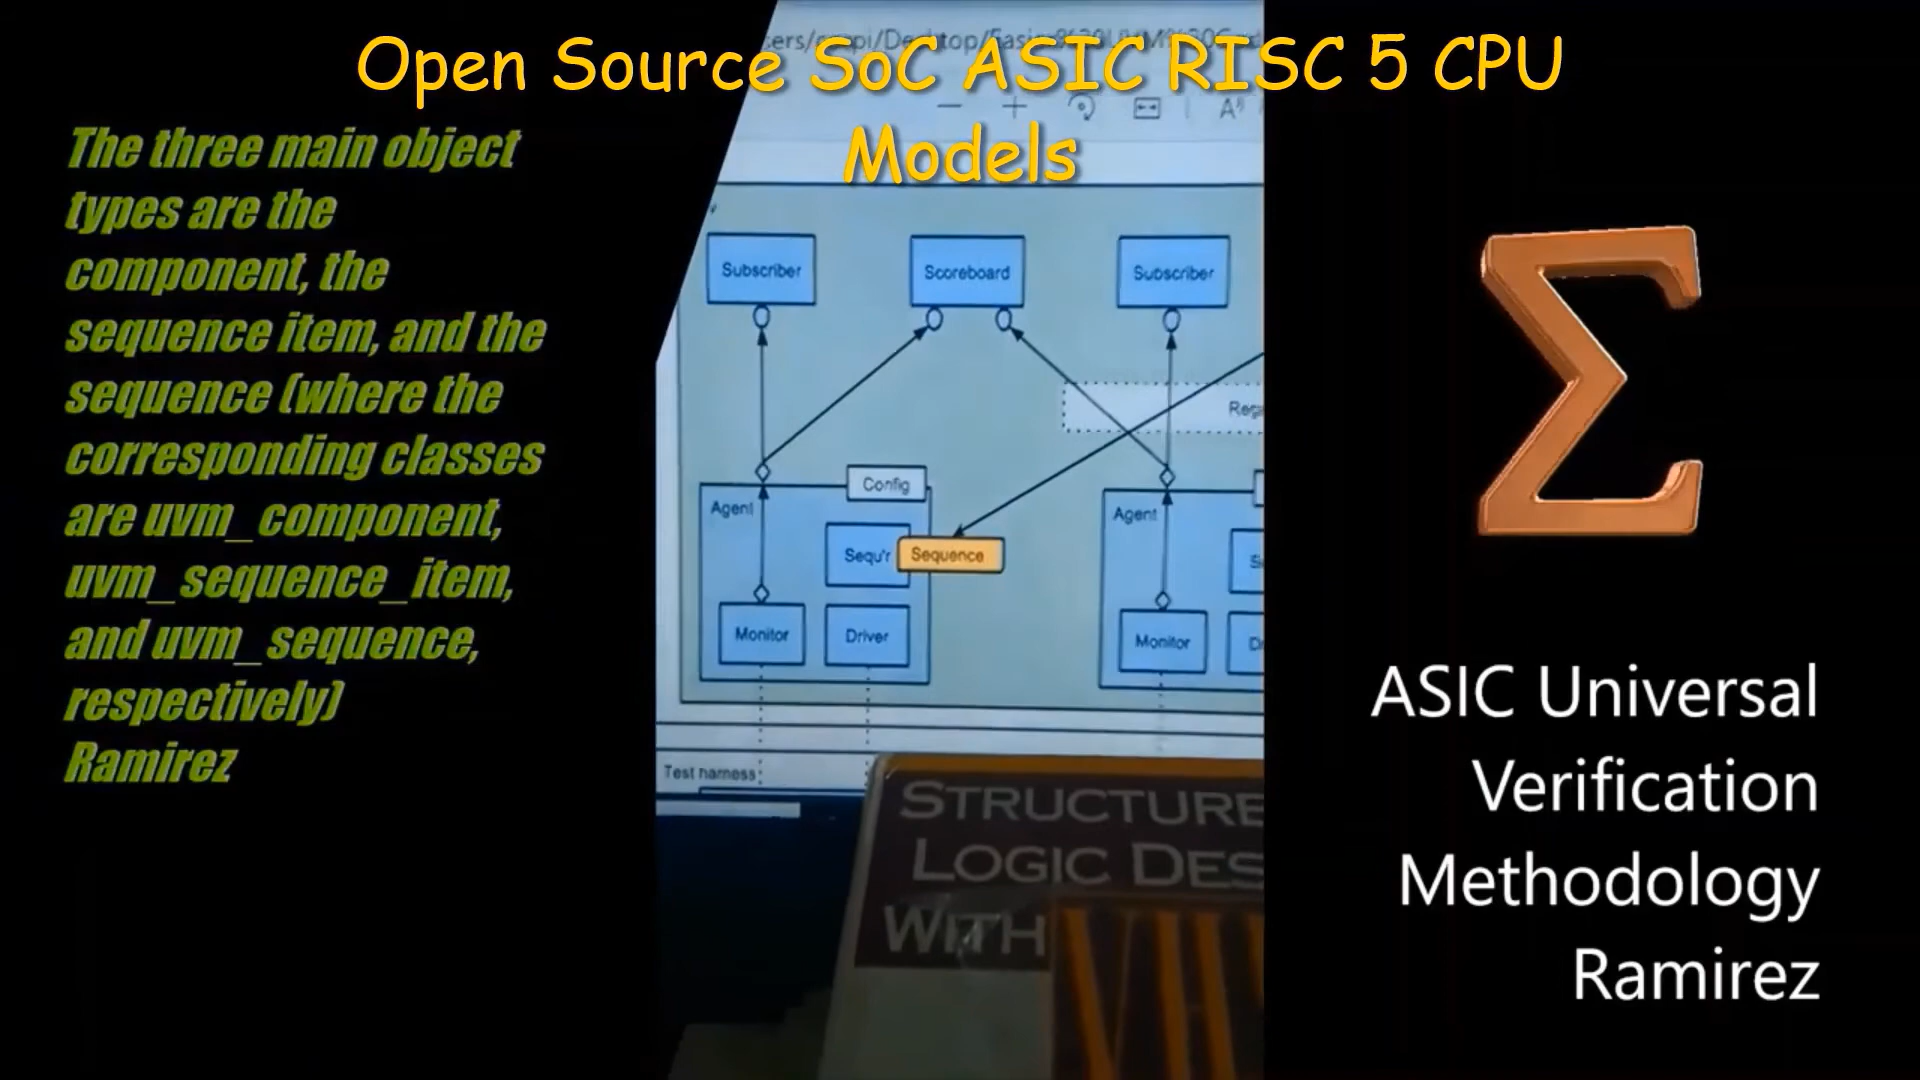 Open Source SoC ASIC RISC 5 CPU
Models
The three main object
types are the
component, the
sequence item, and the
sequence (where the
corresponding classes
are uvm_component,
uvm_sequence_item,
and uvm_sequence,
respectively)
Ramirez
Subscriber
Scoreboard
Subscriber
Config
Agent
Agent
Sequ'r
Sequence
Monitor
Driver
Monitor
Test harness
STRUCTURE
LOGIC DES
WITH
ASIC Universal
Verification
Methodology
Ramirez